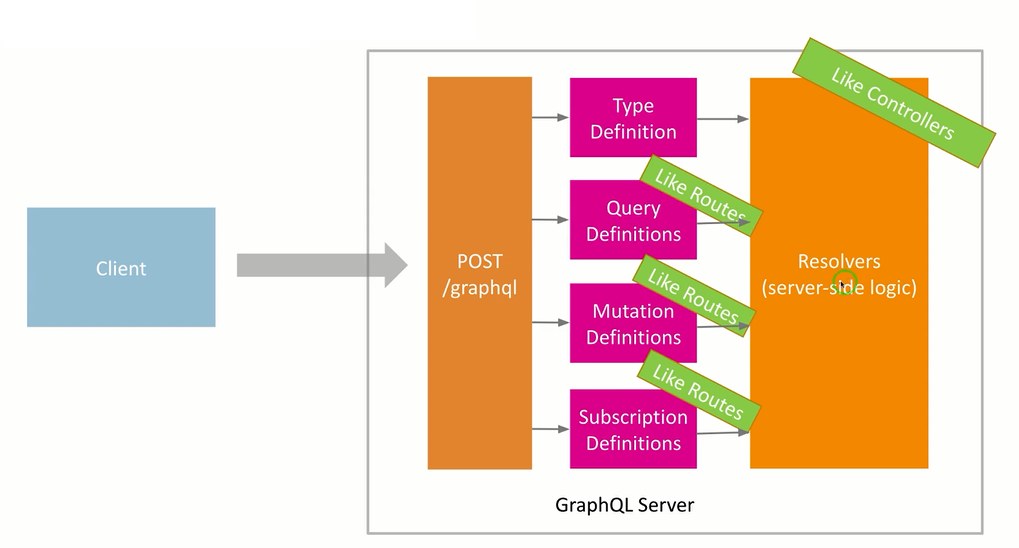 Like Controllers
Type
Definition
Like Routes
Query
Definitions
Client
POST
/graphql
Resolvers
(server-side logic)
Like Routes
Mutation
Definitions
Like Routes
Subscription
Definitions
GraphQL Server